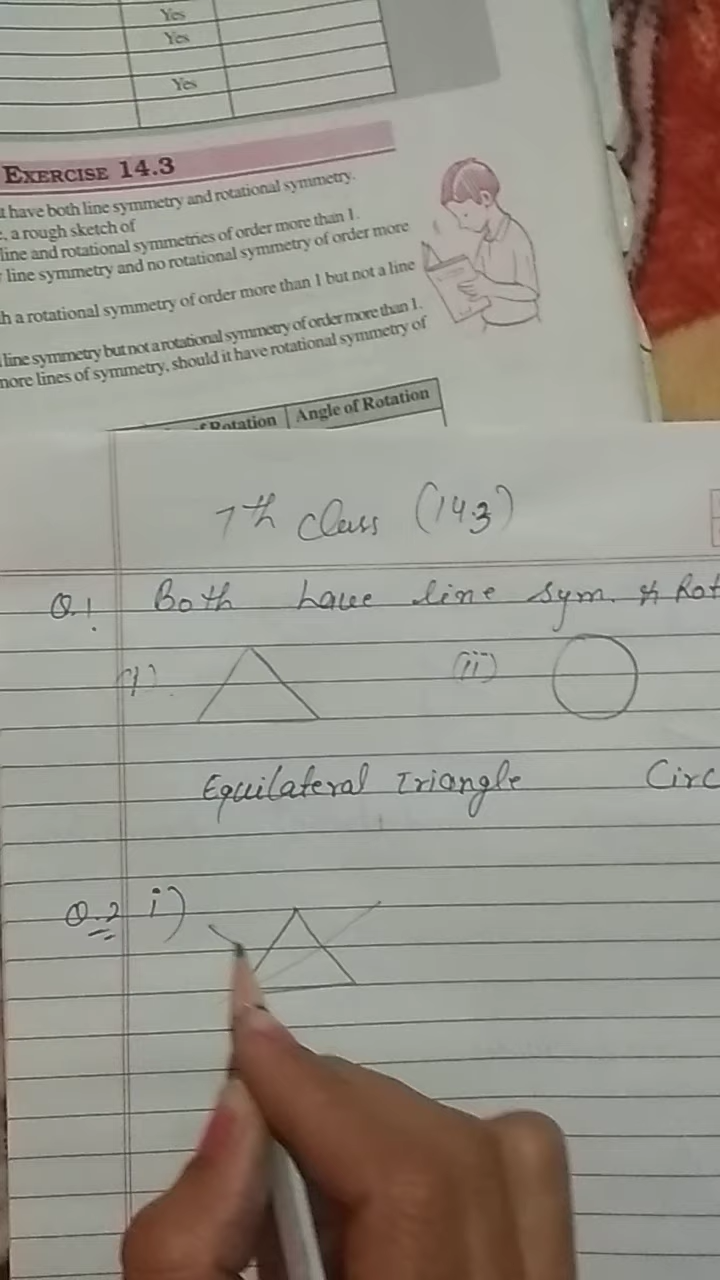 Yes
Yes
Yes
EXERCISE 14.3
have both line symmetry and rotational symmetry.
, a rough sketch of
line and rotational symmetries of order more than 1.
line symmetry and no rotational symmetry of order more
a rotational symmetry of order more than 1 but not a line
line symmetry but not a rotational symmetry of order more than 1.
more lines of symmetry, should it have rotational symmetry of
Rotation Angle of Rotation
7th class (14.3)
Q.1 Both have line sym. & Rot
(i) (ii)
Equilateral Triangle Circ
Q.2 i)